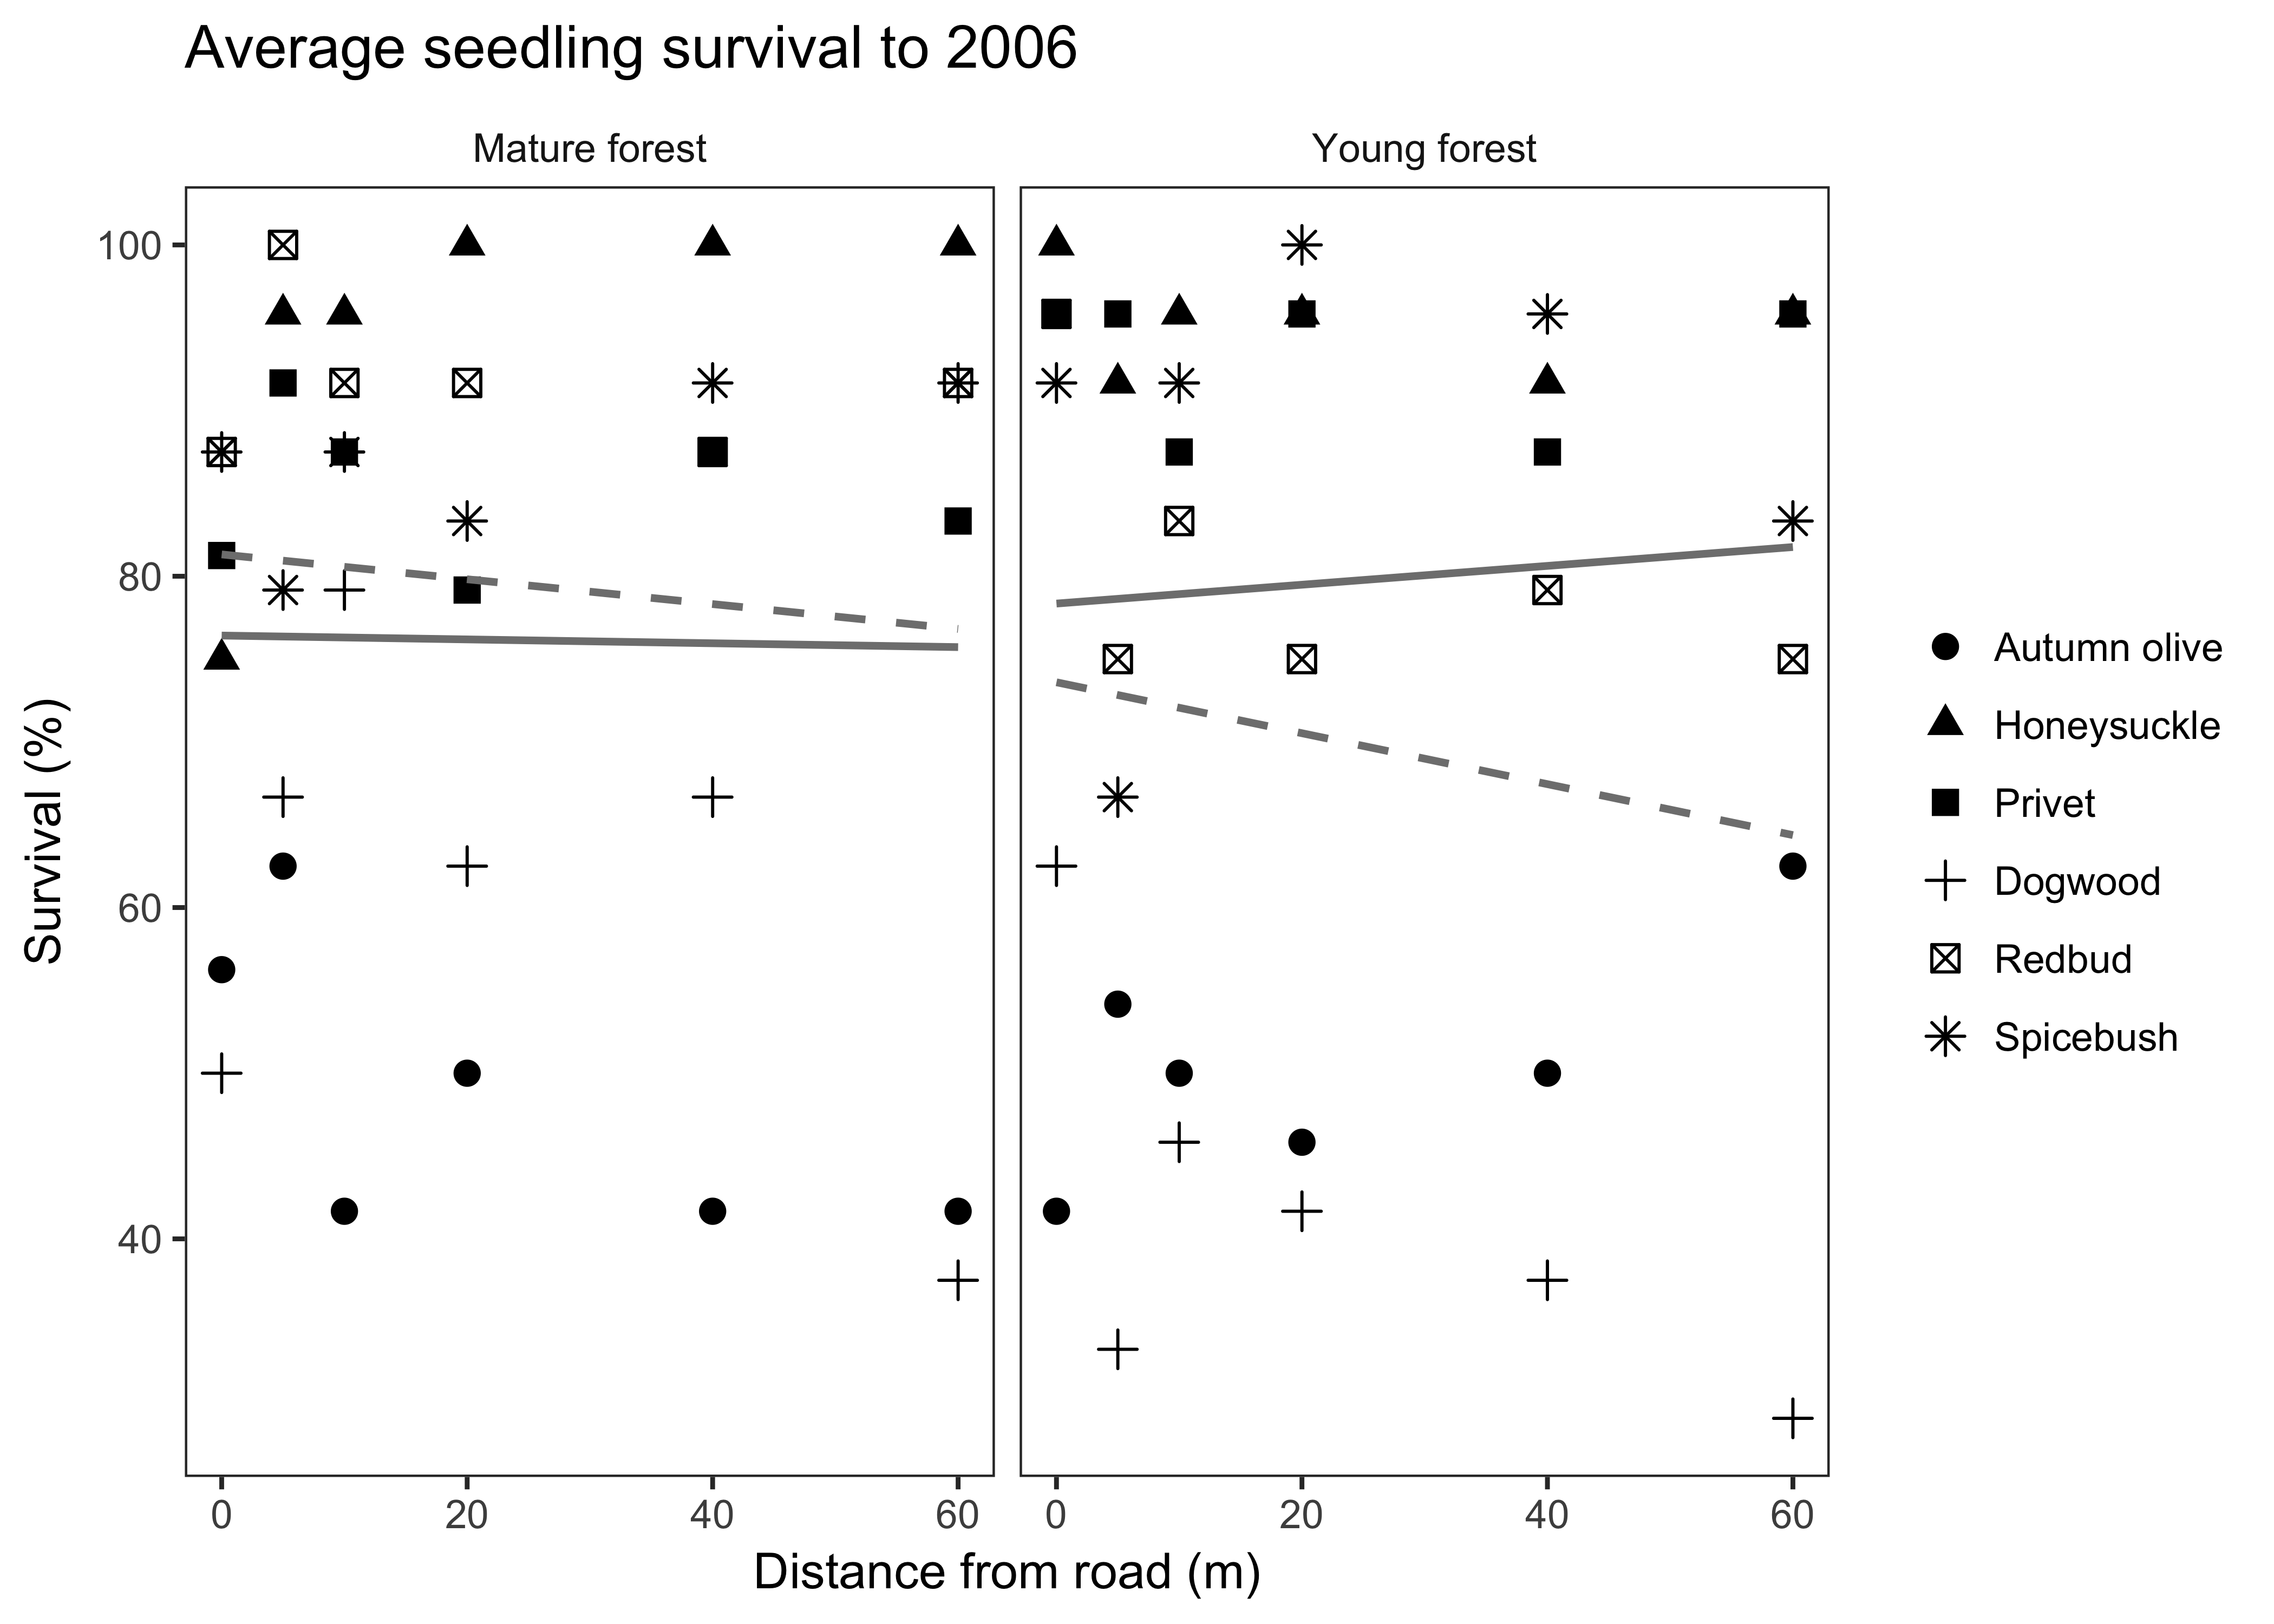 Average seedling survival to 2006
Mature forest
Young forest
Survival (%)
100
80
60
40
0 20 40 60
0 20 40 60
Distance from road (m)
Autumn olive
Honeysuckle
Privet
Dogwood
Redbud
Spicebush